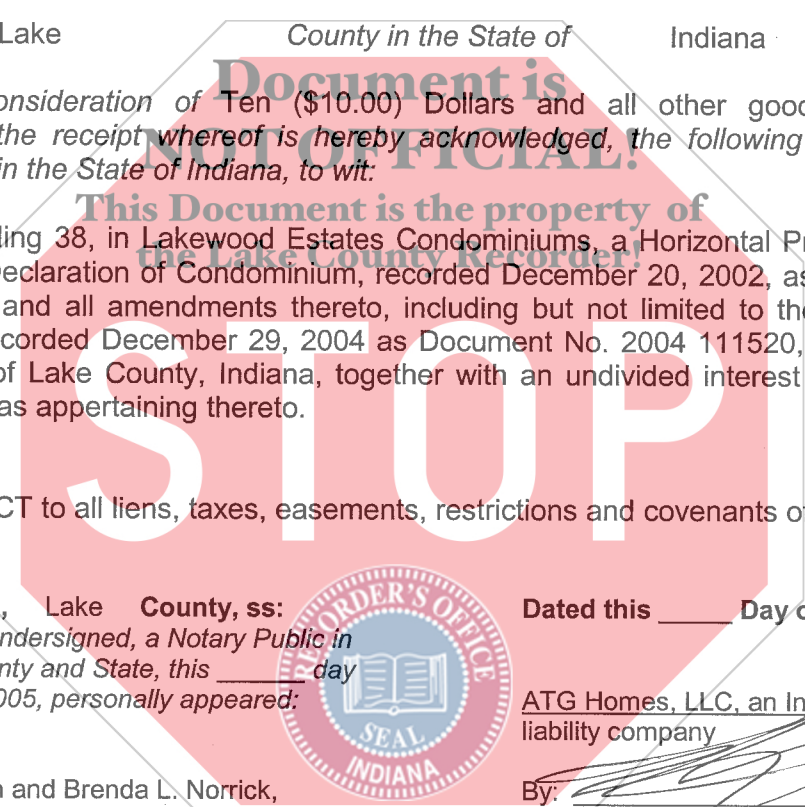 Lake County in the State of Indiana
Document is
onsideration of Ten ($10.00) Dollars and all other good
the receipt whereof is hereby acknowledged, the following
NOT OFFICIAL!
in the State of Indiana, to wit:
This Document is the property of
ling 38, in Lakewood Estates Condominiums, a Horizontal Pr
the Lake County Recorder!
eclaration of Condominium, recorded December 20, 2002, as
and all amendments thereto, including but not limited to the
corded December 29, 2004 as Document No. 2004 111520,
of Lake County, Indiana, together with an undivided interest
as appertaining thereto.
STOP
CT to all liens, taxes, easements, restrictions and covenants of
, Lake County, ss:
Dated this _____ Day o
ndersigned, a Notary Public in
nty and State, this ______ day
005, personally appeared:
RECORDER'S OFFICE
SEAL
INDIANA
ATG Homes, LLC, an In
liability company
n and Brenda L. Norrick,
By: